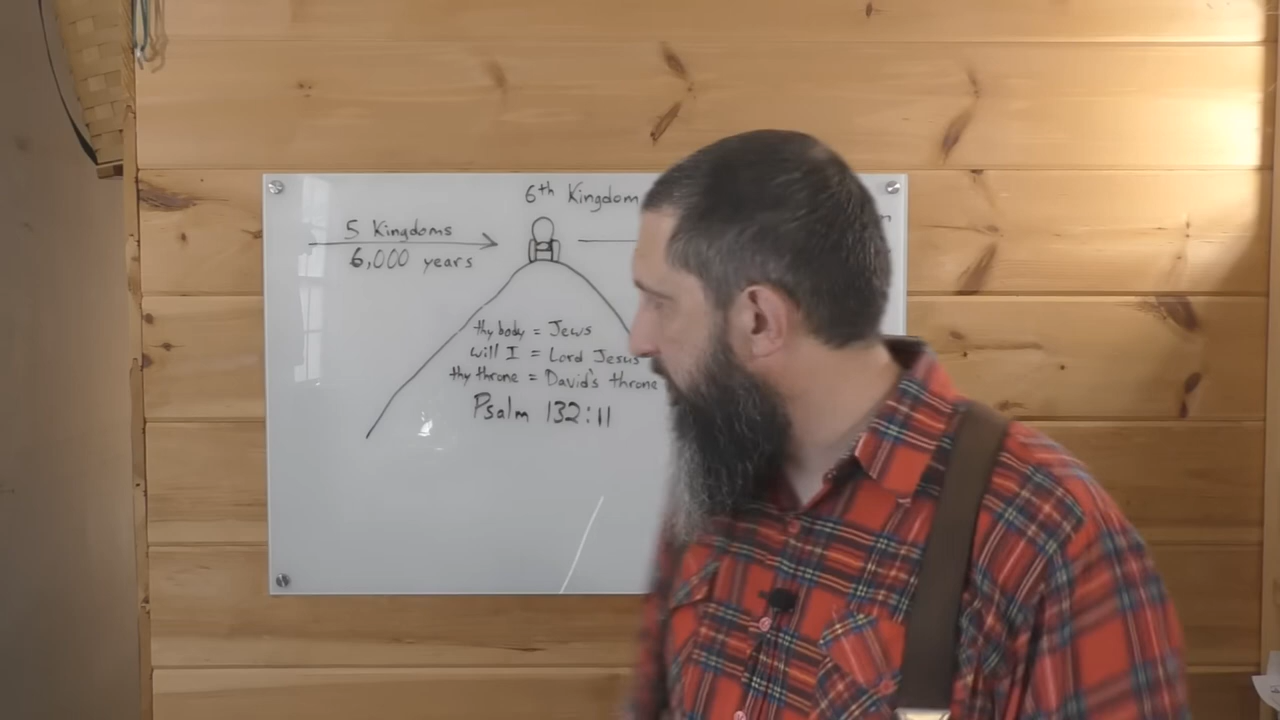 6th Kingdom
5 Kingdoms
6,000 years
thy body = Jews
will I = Lord Jesus
thy throne = David's throne
Psalm 132:11